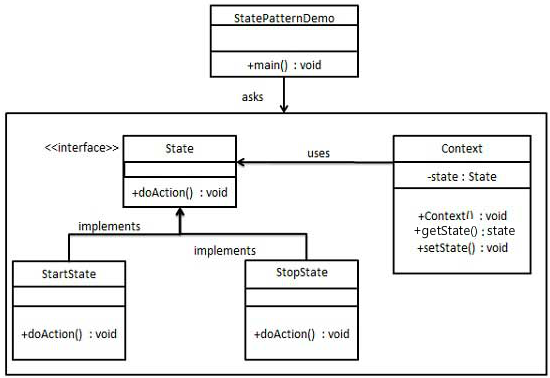 StatePatternDemo
+main() : void
asks
<<interface>>
State
+doAction() : void
uses
Context
-state : State
+Context() : void
+getState() : state
+setState() : void
implements
implements
StartState
+doAction() : void
StopState
+doAction() : void